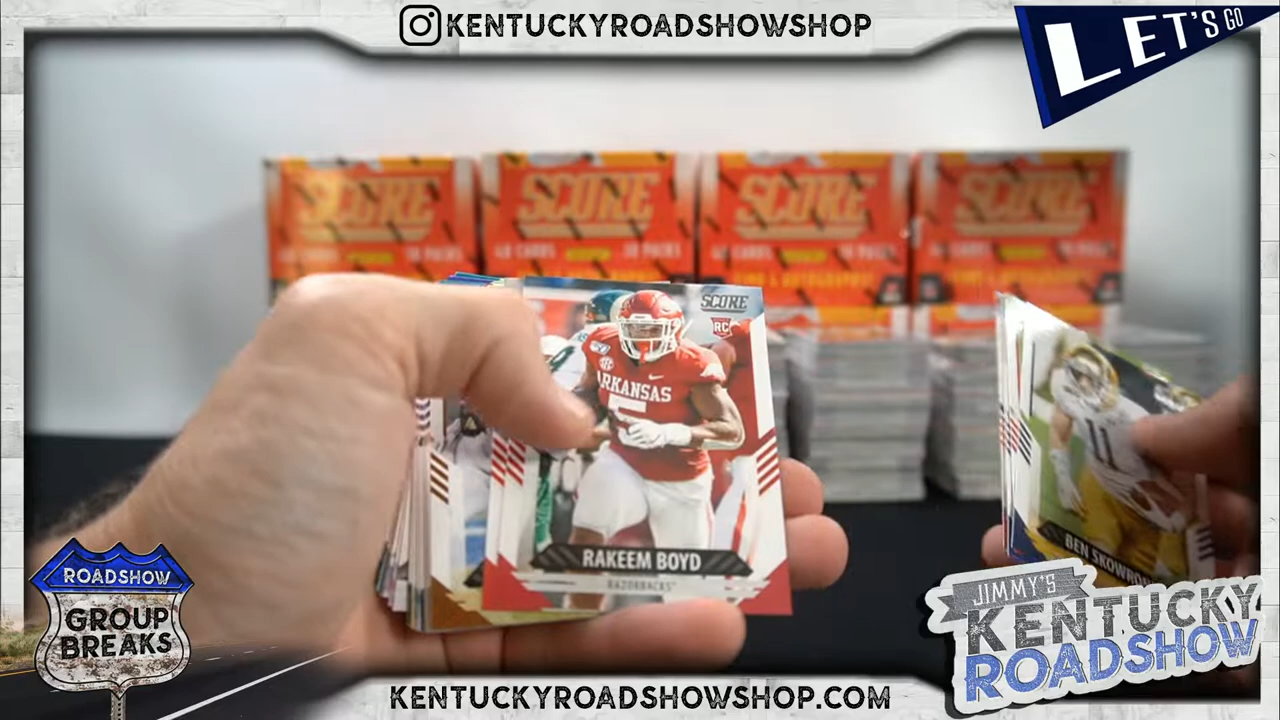 KENTUCKYROADSHOWSHOP
LET'S GO
SCORE
SCORE
SCORE
SCORE
SCORE
RC
ARKANSAS
5
11
RAKEEM BOYD
RAZORBACKS
BEN SKOWRO
ROADSHOW
GROUP
BREAKS
JIMMY'S
KENTUCKY
ROADSHOW
KENTUCKYROADSHOWSHOP.COM